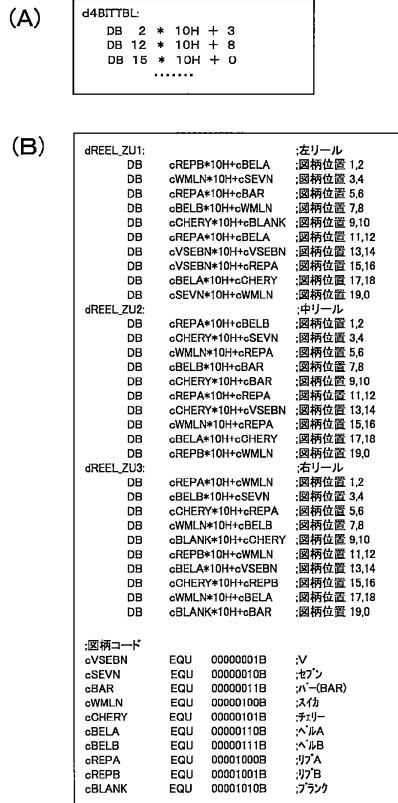 (A)
d4BITTBL:
DB 2 * 10H + 3
DB 12 * 10H + 8
DB 15 * 10H + 0
.......
(B)
dREEL_ZU1: ;左リール
DB cREPB*10H+cBELA ;図柄位置 1,2
DB cWMLN*10H+cSEVN ;図柄位置 3,4
DB cREPA*10H+cBAR ;図柄位置 5,6
DB cBELB*10H+cWMLN ;図柄位置 7,8
DB cCHERY*10H+cBLANK ;図柄位置 9,10
DB cREPA*10H+cBELA ;図柄位置 11,12
DB cVSEBN*10H+cVSEBN ;図柄位置 13,14
DB cVSEBN*10H+cREPA ;図柄位置 15,16
DB cBELA*10H+cCHERY ;図柄位置 17,18
DB cSEVN*10H+cWMLN ;図柄位置 19,0
dREEL_ZU2: ;中リール
DB cREPA*10H+cBELB ;図柄位置 1,2
DB cCHERY*10H+cSEVN ;図柄位置 3,4
DB cWMLN*10H+cREPA ;図柄位置 5,6
DB cBELB*10H+cBAR ;図柄位置 7,8
DB cCHERY*10H+cBAR ;図柄位置 9,10
DB cREPA*10H+cREPA ;図柄位置 11,12
DB cCHERY*10H+cVSEBN ;図柄位置 13,14
DB cWMLN*10H+cREPA ;図柄位置 15,16
DB cBELA*10H+cCHERY ;図柄位置 17,18
DB cREPB*10H+cWMLN ;図柄位置 19,0
dREEL_ZU3: ;右リール
DB cREPA*10H+cWMLN ;図柄位置 1,2
DB cBELB*10H+cSEVN ;図柄位置 3,4
DB cCHERY*10H+cREPA ;図柄位置 5,6
DB cWMLN*10H+cBELB ;図柄位置 7,8
DB cBLANK*10H+cCHERY ;図柄位置 9,10
DB cREPB*10H+cWMLN ;図柄位置 11,12
DB cBELA*10H+cVSEBN ;図柄位置 13,14
DB cCHERY*10H+cREPB ;図柄位置 15,16
DB cWMLN*10H+cBELA ;図柄位置 17,18
DB cBLANK*10H+cBAR ;図柄位置 19,0
;図柄コード
cVSEBN EQU 00000001B ;V
cSEVN EQU 00000010B ;セブン
cBAR EQU 00000011B ;バー(BAR)
cWMLN EQU 00000100B ;スイカ
cCHERY EQU 00000101B ;チェリー
cBELA EQU 00000110B ;ベルA
cBELB EQU 00000111B ;ベルB
cREPA EQU 00001000B ;リプA
cREPB EQU 00001001B ;リプB
cBLANK EQU 00001010B ;ブランク